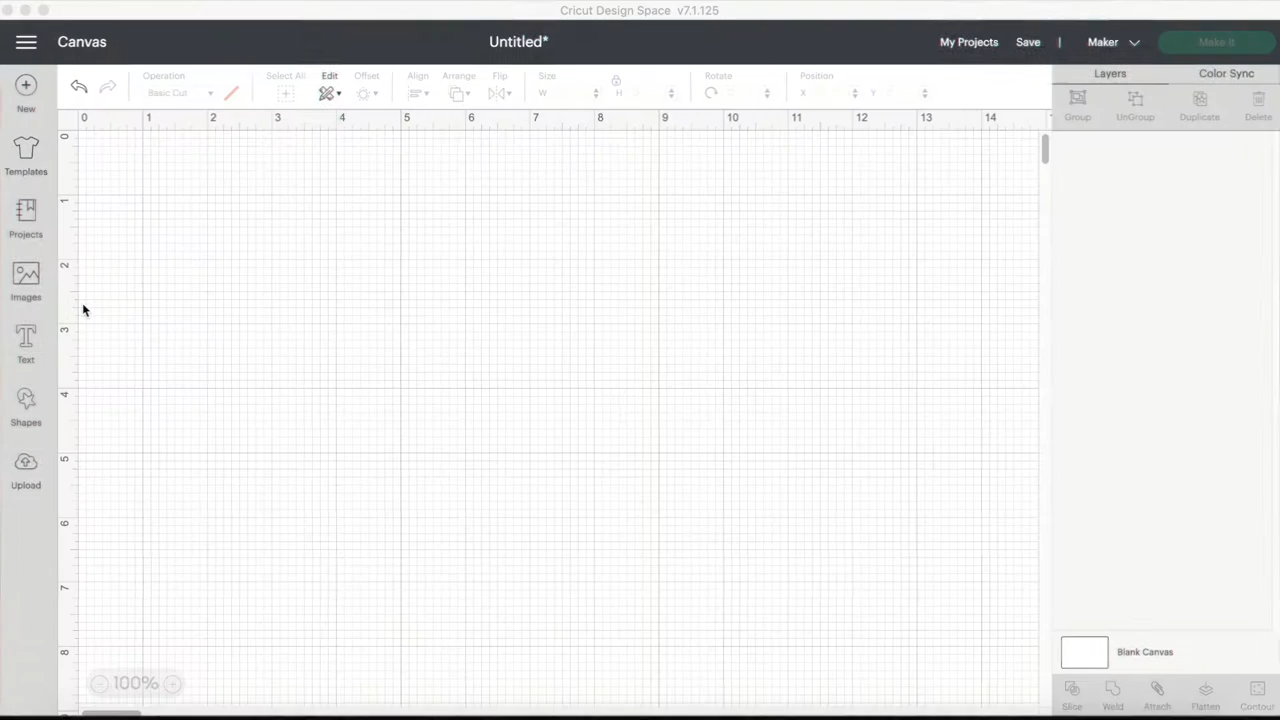 Cricut Design Space v7.1.125
Canvas
Untitled*
My Projects Save | Maker Make It
New
Templates
Projects
Images
Text
Shapes
Upload
Operation
Basic Cut
Select All
Edit
Offset
Align
Arrange
Flip
Size
W H
Rotate
Position
X Y
Layers Color Sync
Group UnGroup Duplicate Delete
0 1 2 3 4 5 6 7 8 9 10 11 12 13 14
0
1
2
3
4
5
6
7
8
100%
Blank Canvas
Slice Weld Attach Flatten Contour